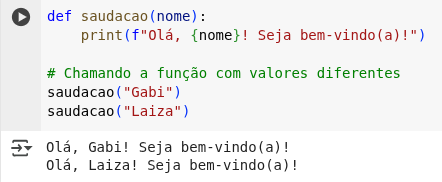 def saudacao(nome):
    print(f"Olá, {nome}! Seja bem-vindo(a)!")

# Chamando a função com valores diferentes
saudacao("Gabi")
saudacao("Laiza")
Olá, Gabi! Seja bem-vindo(a)!
Olá, Laiza! Seja bem-vindo(a)!